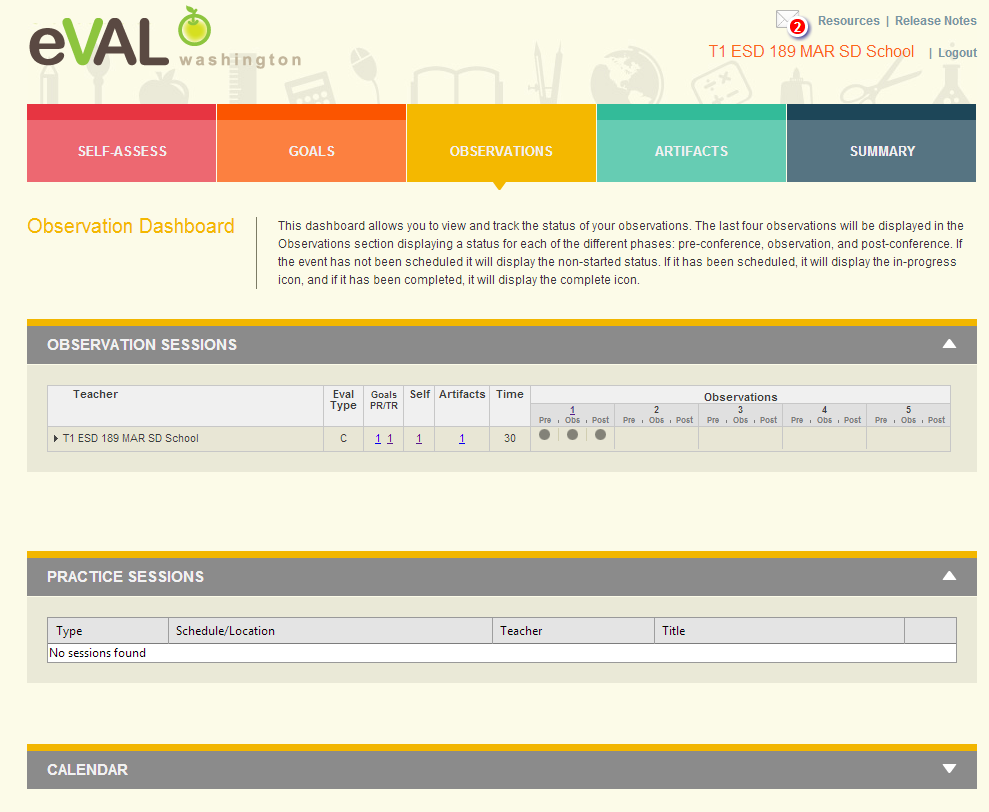 eVAL washington
2
Resources | Release Notes
T1 ESD 189 MAR SD School | Logout
SELF-ASSESS GOALS OBSERVATIONS ARTIFACTS SUMMARY
Observation Dashboard
This dashboard allows you to view and track the status of your observations. The last four observations will be displayed in the
Observations section displaying a status for each of the different phases: pre-conference, observation, and post-conference. If
the event has not been scheduled it will display the non-started status. If it has been scheduled, it will display the in-progress
icon, and if it has been completed, it will display the complete icon.
OBSERVATION SESSIONS
Teacher Eval Type Goals PR/TR Self Artifacts Time Observations
1 2 3 4 5
Pre Obs Post Pre Obs Post Pre Obs Post Pre Obs Post Pre Obs Post
T1 ESD 189 MAR SD School C 1 1 1 1 30
PRACTICE SESSIONS
Type Schedule/Location Teacher Title
No sessions found
CALENDAR